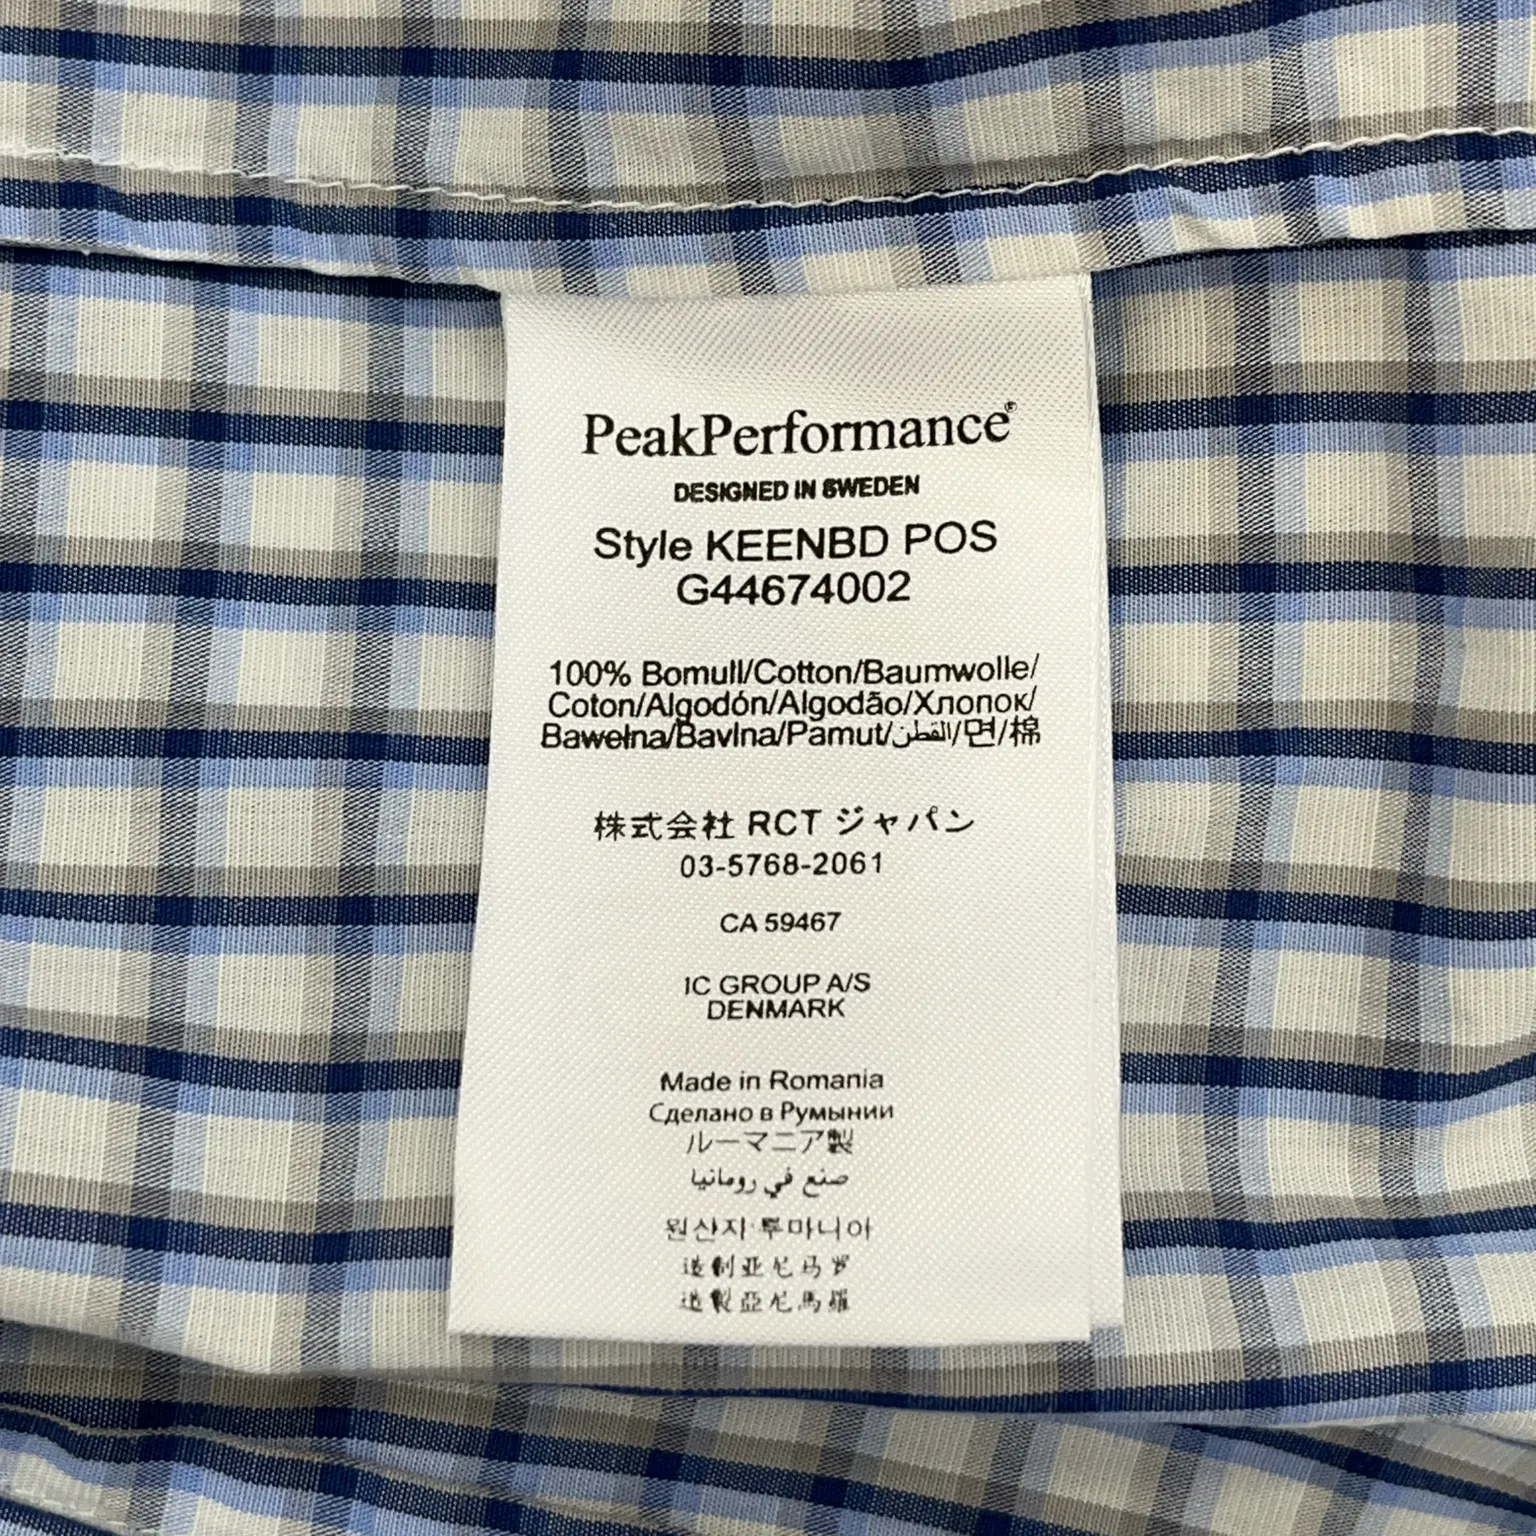 PeakPerformance®
DESIGNED IN SWEDEN
Style KEENBD POS
G44674002
100% Bomull/Cotton/Baumwolle/
Coton/Algodón/Algodão/Хлопок/
Bawełna/Bavlna/Pamut/القطن/면/棉
株式会社 RCT ジャパン
03-5768-2061
CA 59467
IC GROUP A/S
DENMARK
Made in Romania
Сделано в Румынии
ルーマニア製
صنع في رومانيا
원산지 루마니아
造制亚尼马罗
造製亞尼馬羅